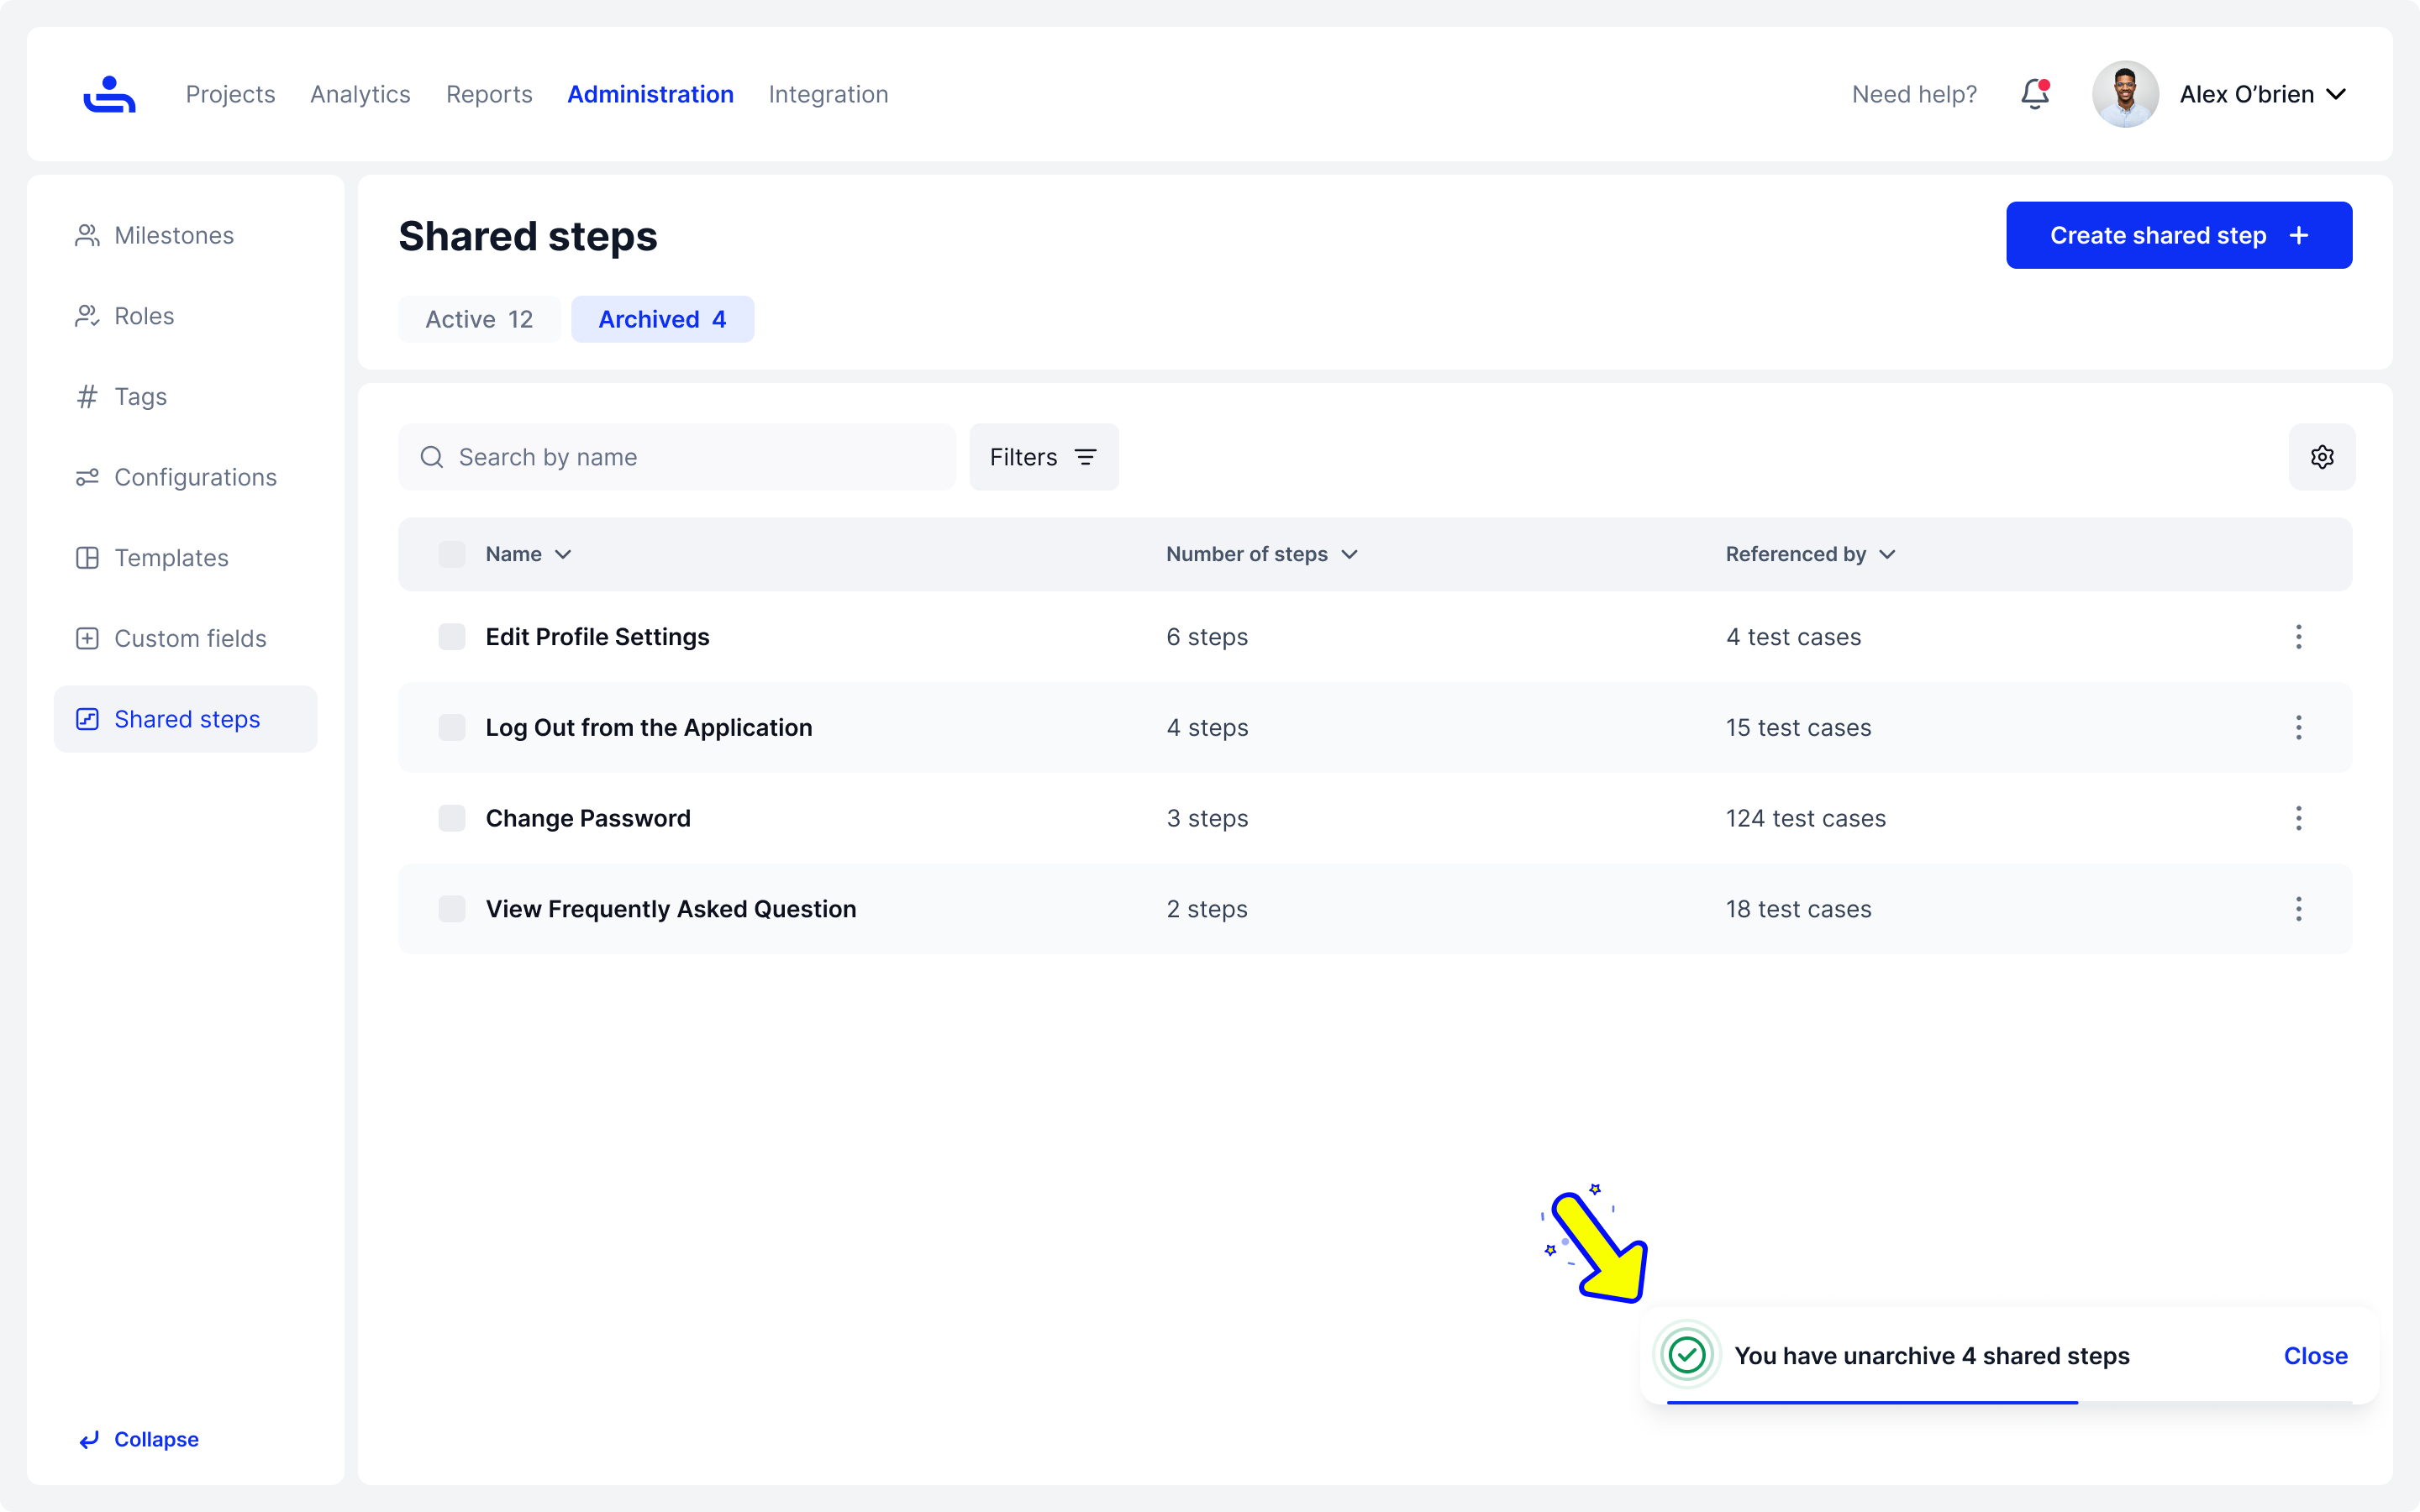 Projects Analytics Reports Administration Integration Need help? Alex O’brien
Milestones
Roles
Tags
Configurations
Templates
Custom fields
Shared steps
Collapse
Shared steps
Create shared step
Active 12 Archived 4
Search by name Filters
Name Number of steps Referenced by
Edit Profile Settings 6 steps 4 test cases
Log Out from the Application 4 steps 15 test cases
Change Password 3 steps 124 test cases
View Frequently Asked Question 2 steps 18 test cases
You have unarchive 4 shared steps Close